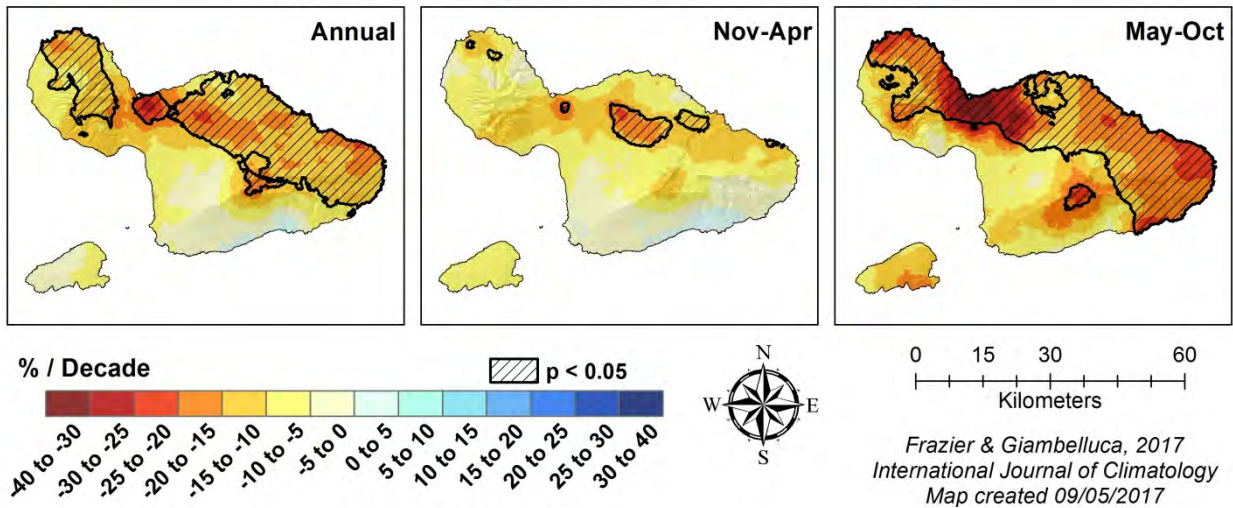 Annual
Nov-Apr
May-Oct
% / Decade
p < 0.05
-40 to -30
-30 to -25
-25 to -20
-20 to -15
-15 to -10
-10 to -5
-5 to 0
0 to 5
5 to 10
10 to 15
15 to 20
20 to 25
25 to 30
30 to 40
N
W E
S
0 15 30 60
Kilometers
Frazier & Giambelluca, 2017
International Journal of Climatology
Map created 09/05/2017